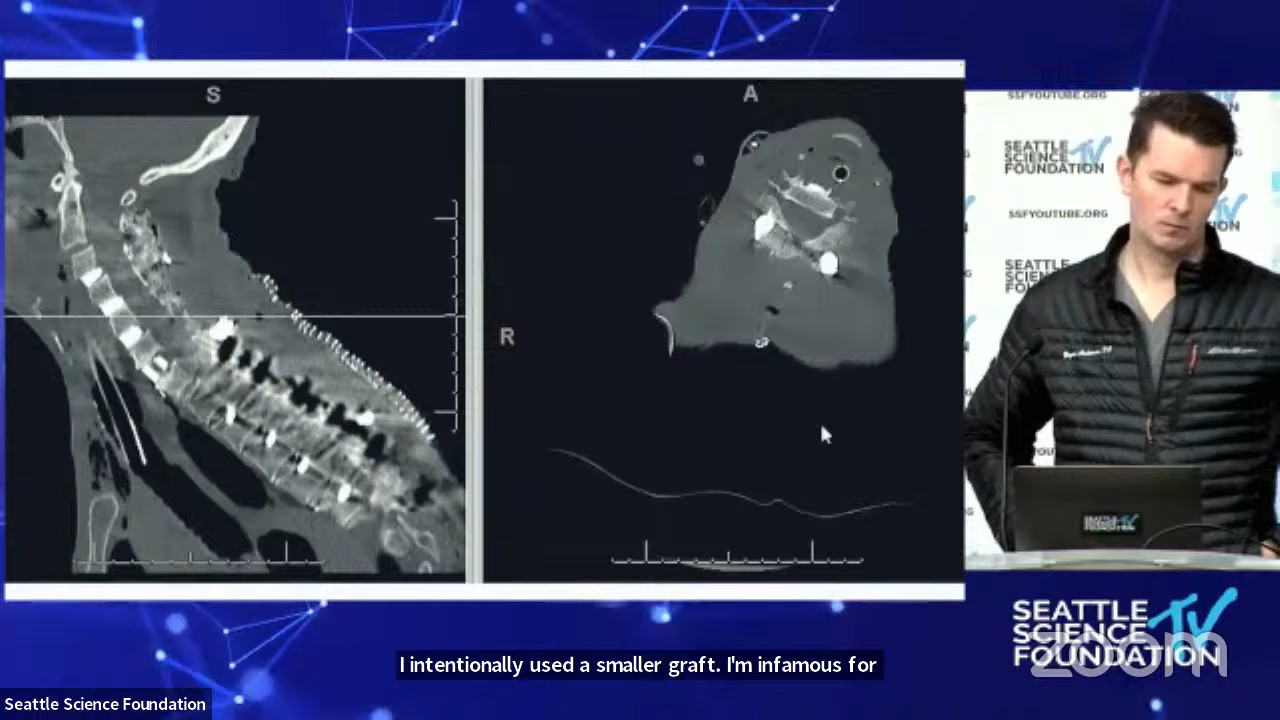 S
A
R
SSFYOUTUBE.ORG
SEATTLE
SCIENCE TV
FOUNDATION
SSFYOUTUBE.ORG
SEATTLE
SCIENCE TV
FOUNDATION
zoom
I intentionally used a smaller graft. I'm infamous for
Seattle Science Foundation